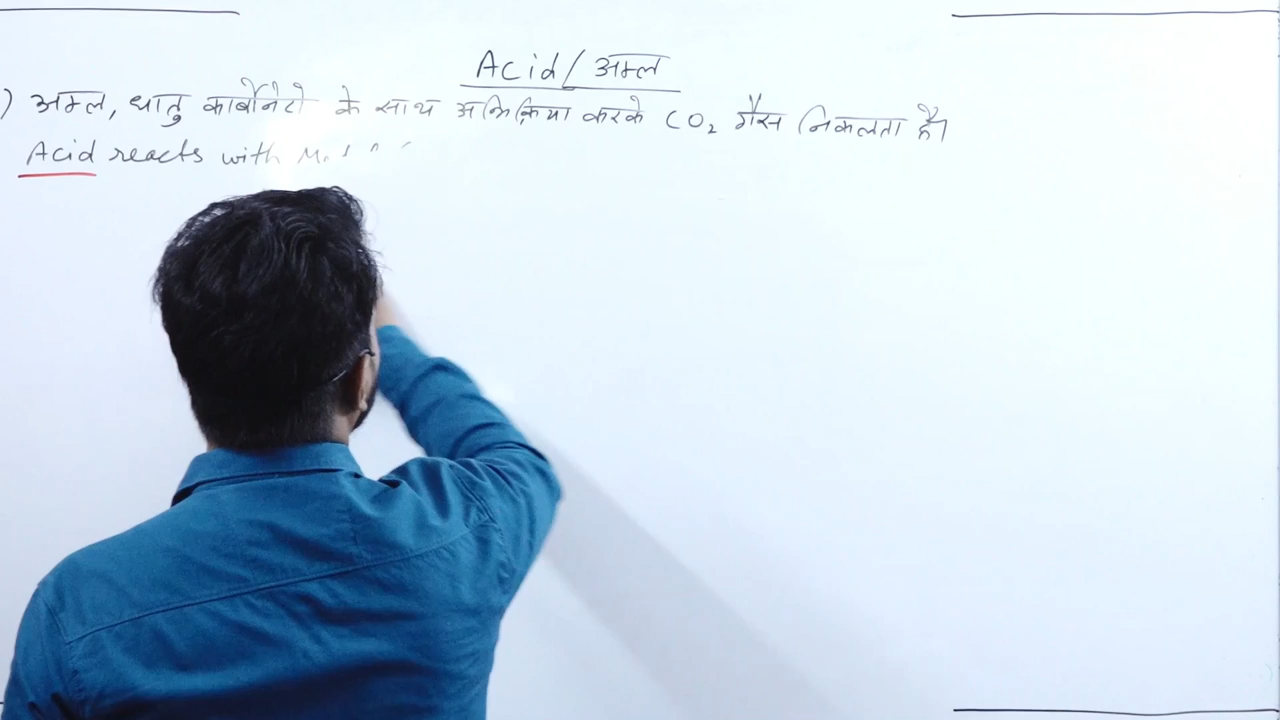 Acid/अम्ल
) अम्ल, धातु कार्बोनेटो के साथ अभिक्रिया करके CO₂ गैस निकलता है।
Acid reacts with